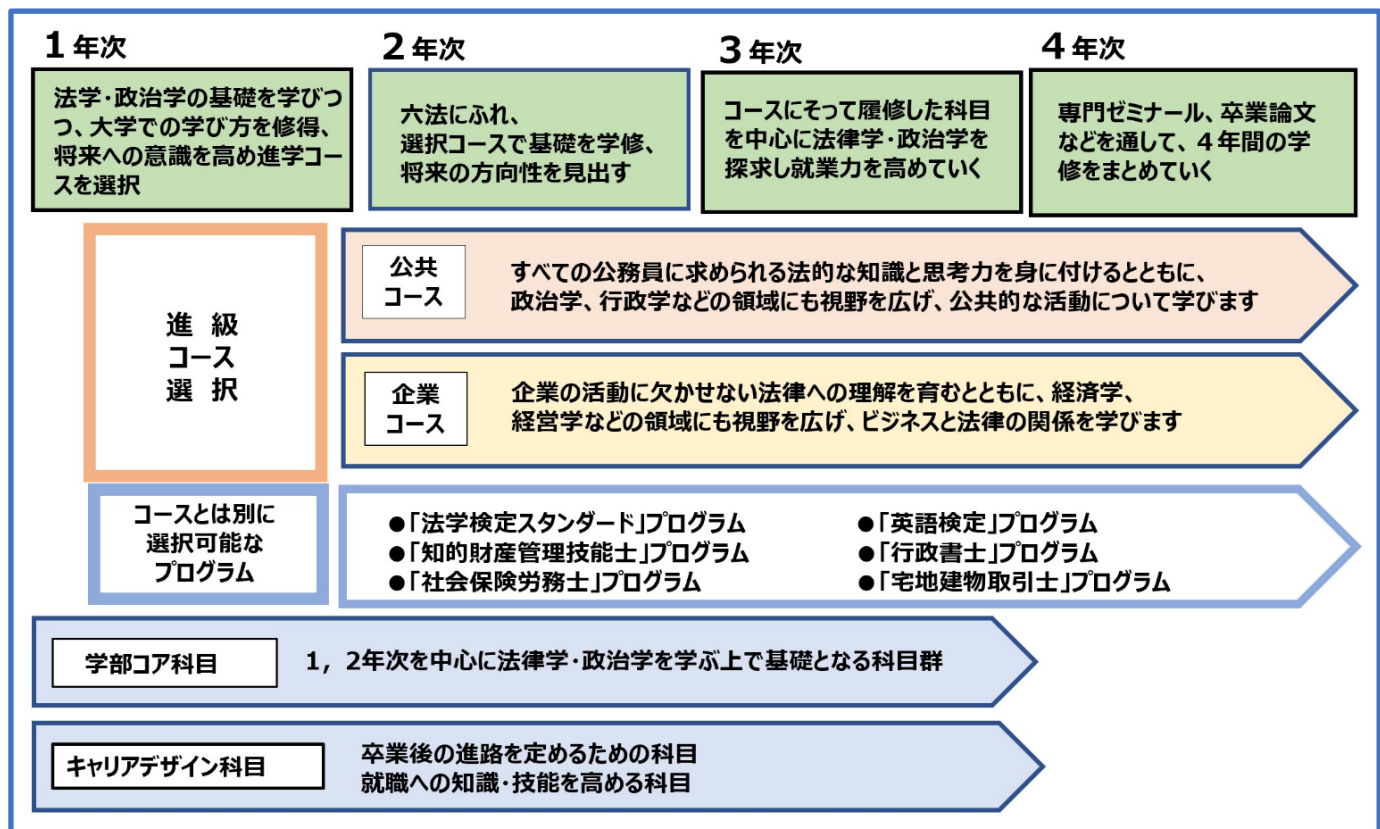 1年次
法学・政治学の基礎を学びつ
つ、大学での学び方を修得、
将来への意識を高め進学コー
スを選択
2年次
六法にふれ、
選択コースで基礎を学修、
将来の方向性を見出す
3年次
コースにそって履修した科目
を中心に法律学・政治学を
探求し就業力を高めていく
4年次
専門ゼミナール、卒業論文
などを通して、4年間の学
修をまとめていく
進 級
コース
選 択
公共
コース
すべての公務員に求められる法的な知識と思考力を身に付けるとともに、
政治学、行政学などの領域にも視野を広げ、公共的な活動について学びます
企業
コース
企業の活動に欠かせない法律への理解を育むとともに、経済学、
経営学などの領域にも視野を広げ、ビジネスと法律の関係を学びます
コースとは別に
選択可能な
プログラム
●「法学検定スタンダード」プログラム
●「知的財産管理技能士」プログラム
●「社会保険労務士」プログラム
●「英語検定」プログラム
●「行政書士」プログラム
●「宅地建物取引士」プログラム
学部コア科目
1, 2年次を中心に法律学・政治学を学ぶ上で基礎となる科目群
キャリアデザイン科目
卒業後の進路を定めるための科目
就職への知識・技能を高める科目